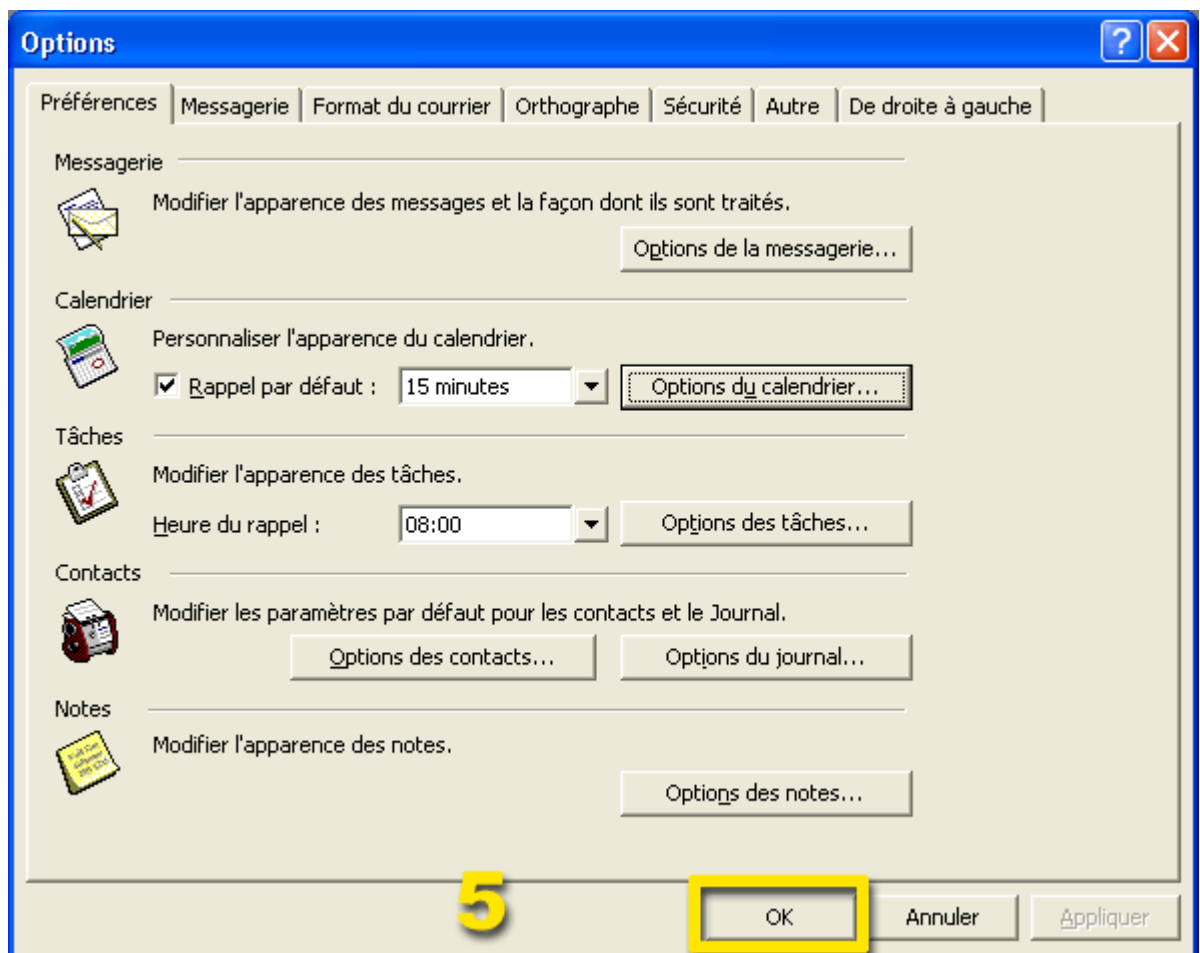 Options
Préférences Messagerie Format du courrier Orthographe Sécurité Autre De droite à gauche
Messagerie
Modifier l'apparence des messages et la façon dont ils sont traités.
Options de la messagerie...
Calendrier
Personnaliser l'apparence du calendrier.
Rappel par défaut : 15 minutes Options du calendrier...
Tâches
Modifier l'apparence des tâches.
Heure du rappel : 08:00 Options des tâches...
Contacts
Modifier les paramètres par défaut pour les contacts et le Journal.
Options des contacts... Options du journal...
Notes
Modifier l'apparence des notes.
Options des notes...
5 OK Annuler Appliquer